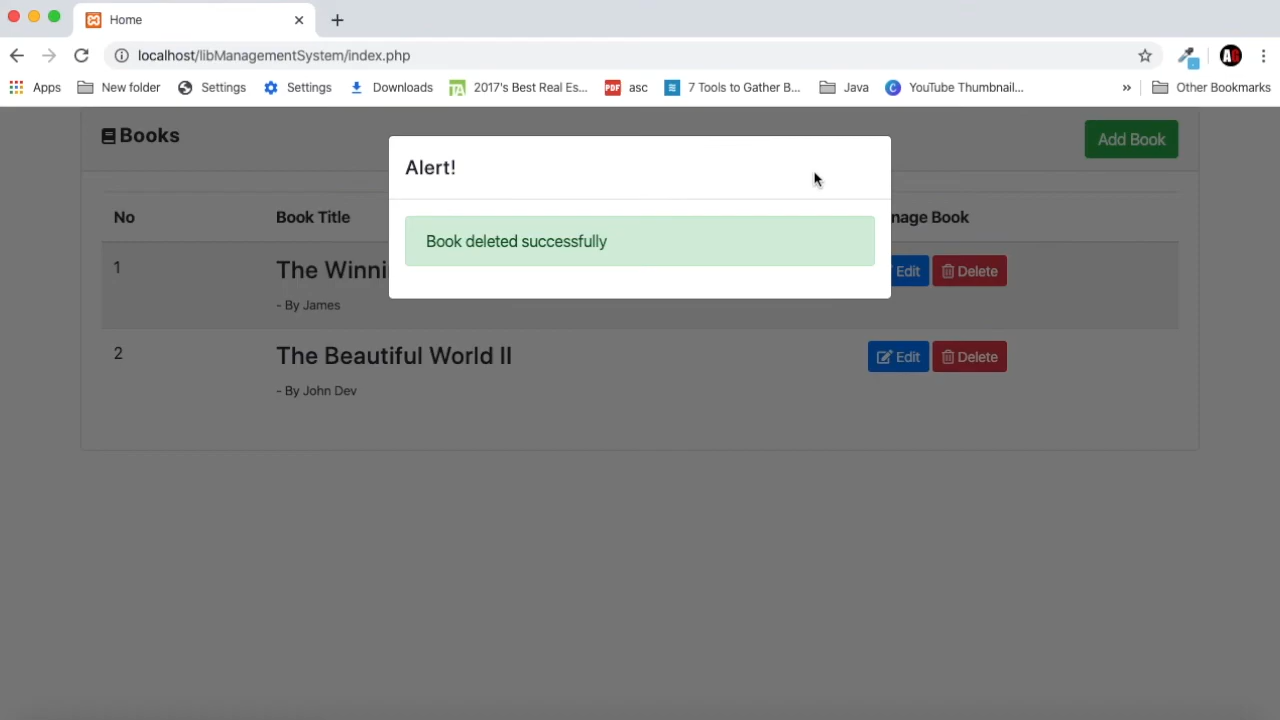 Home
localhost/libManagementSystem/index.php
Apps New folder Settings Settings Downloads 2017's Best Real Es... PDF asc 7 Tools to Gather B... Java C YouTube Thumbnail... » Other Bookmarks
Books
Add Book
Alert!
Book deleted successfully
No Book Title nage Book
1 The Winni Edit Delete
- By James
2 The Beautiful World II Edit Delete
- By John Dev